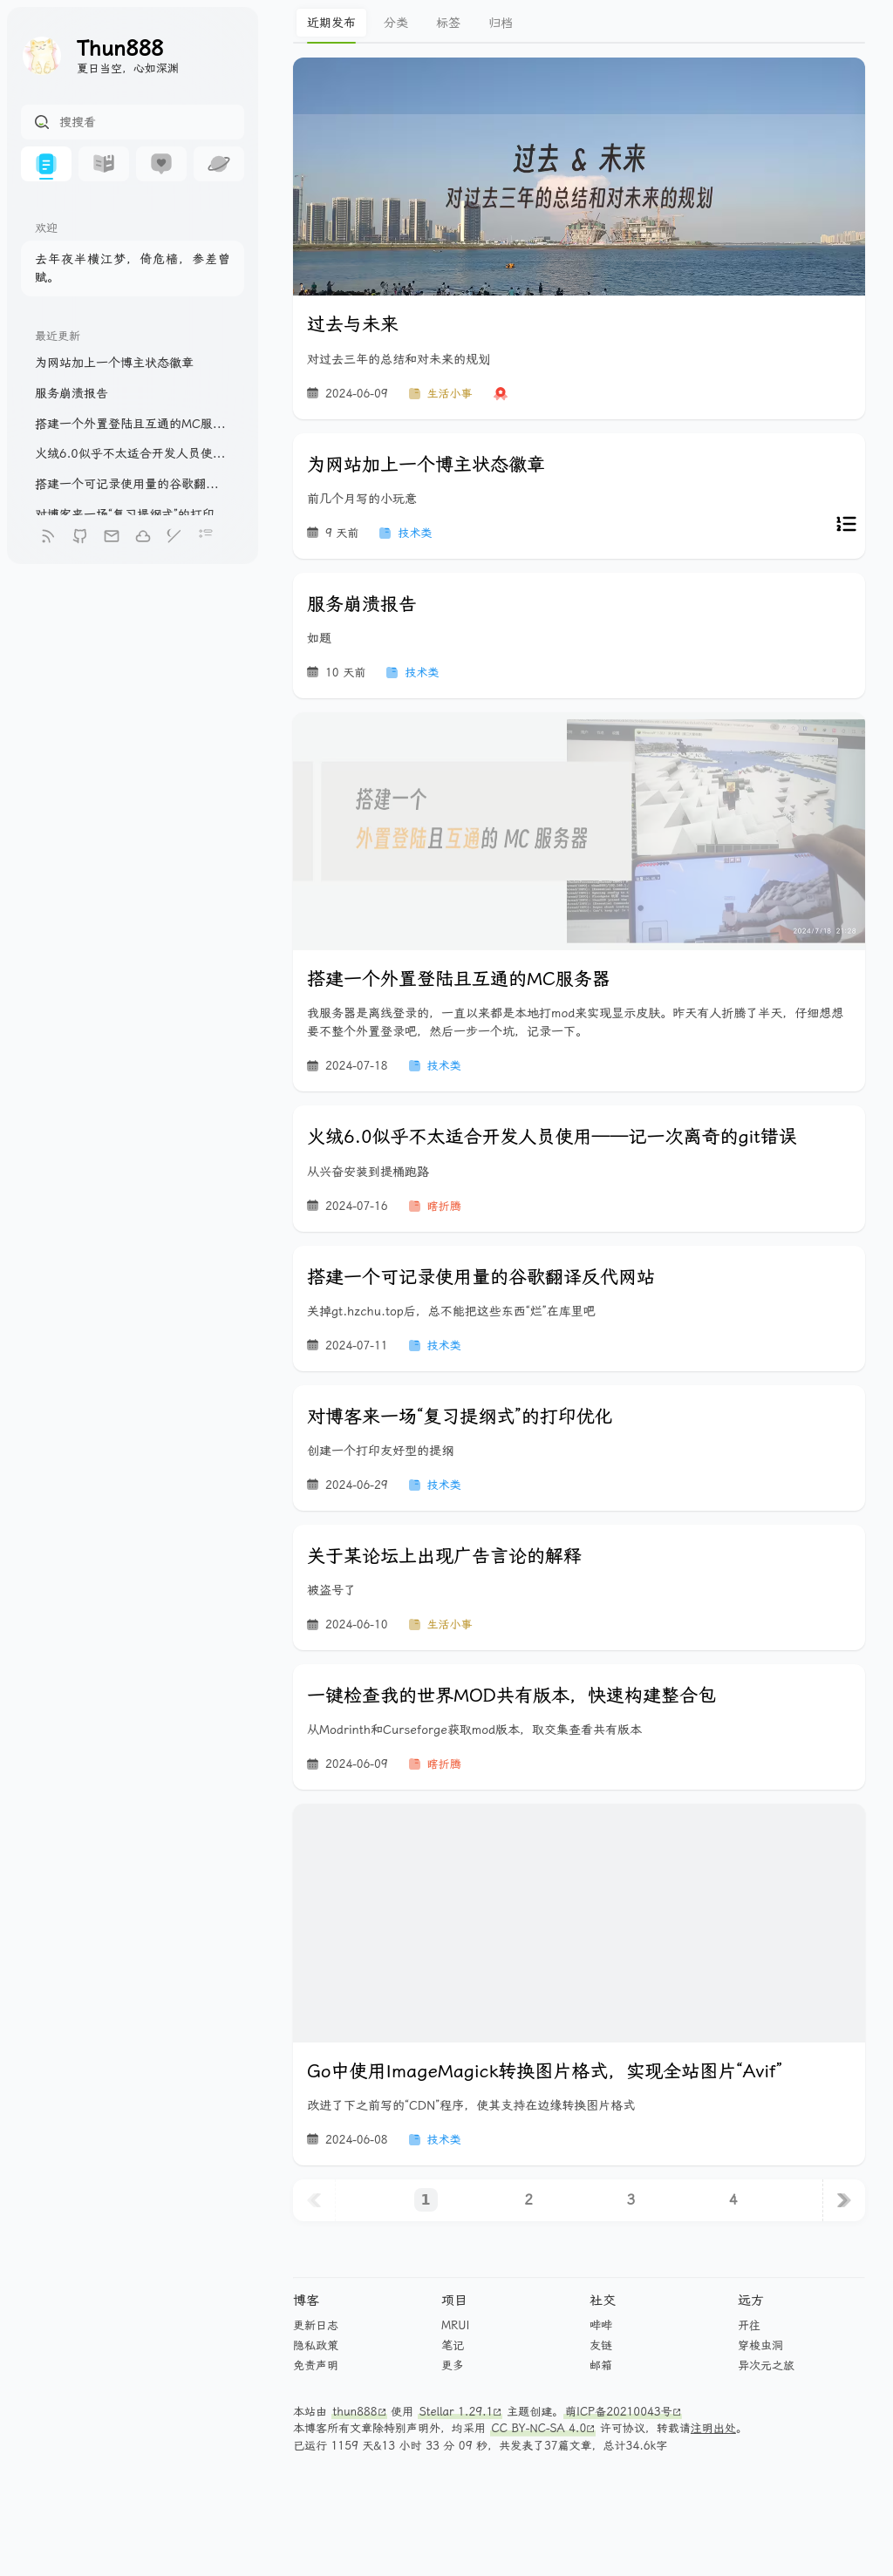 Thun888
夏日当空，心如深渊
搜搜看
欢迎
去年夜半横江梦，倚危樯，参差曾
赋。
最近更新
为网站加上一个博主状态徽章
服务崩溃报告
搭建一个外置登陆且互通的MC服…
火绒6.0似乎不太适合开发人员使…
搭建一个可记录使用量的谷歌翻…
对博客来一场“复习提纲式”的打印
近期发布 分类 标签 归档
过去 & 未来
对过去三年的总结和对未来的规划
过去与未来
对过去三年的总结和对未来的规划
2024-06-09 生活小事
为网站加上一个博主状态徽章
前几个月写的小玩意
9 天前 技术类
服务崩溃报告
如题
10 天前 技术类
搭建一个
外置登陆且互通的 MC 服务器
2024/7/18 21:28
搭建一个外置登陆且互通的MC服务器
我服务器是离线登录的，一直以来都是本地打mod来实现显示皮肤。昨天有人折腾了半天，仔细想想
要不整个外置登录吧，然后一步一个坑，记录一下。
2024-07-18 技术类
火绒6.0似乎不太适合开发人员使用——记一次离奇的git错误
从兴奋安装到提桶跑路
2024-07-16 瞎折腾
搭建一个可记录使用量的谷歌翻译反代网站
关掉gt.hzchu.top后，总不能把这些东西“烂”在库里吧
2024-07-11 技术类
对博客来一场“复习提纲式”的打印优化
创建一个打印友好型的提纲
2024-06-29 技术类
关于某论坛上出现广告言论的解释
被盗号了
2024-06-10 生活小事
一键检查我的世界MOD共有版本，快速构建整合包
从Modrinth和Curseforge获取mod版本，取交集查看共有版本
2024-06-09 瞎折腾
Go中使用ImageMagick转换图片格式，实现全站图片“Avif”
改进了下之前写的“CDN”程序，使其支持在边缘转换图片格式
2024-06-08 技术类
1 2 3 4
博客 项目 社交 远方
更新日志 MRUI 哔哔 开往
隐私政策 笔记 友链 穿梭虫洞
免责声明 更多 邮箱 异次元之旅
本站由 thun888 使用 Stellar 1.29.1 主题创建。萌ICP备20210043号
本博客所有文章除特别声明外，均采用 CC BY-NC-SA 4.0 许可协议，转载请注明出处。
已运行 1159 天&13 小时 33 分 09 秒，共发表了37篇文章，总计34.6k字